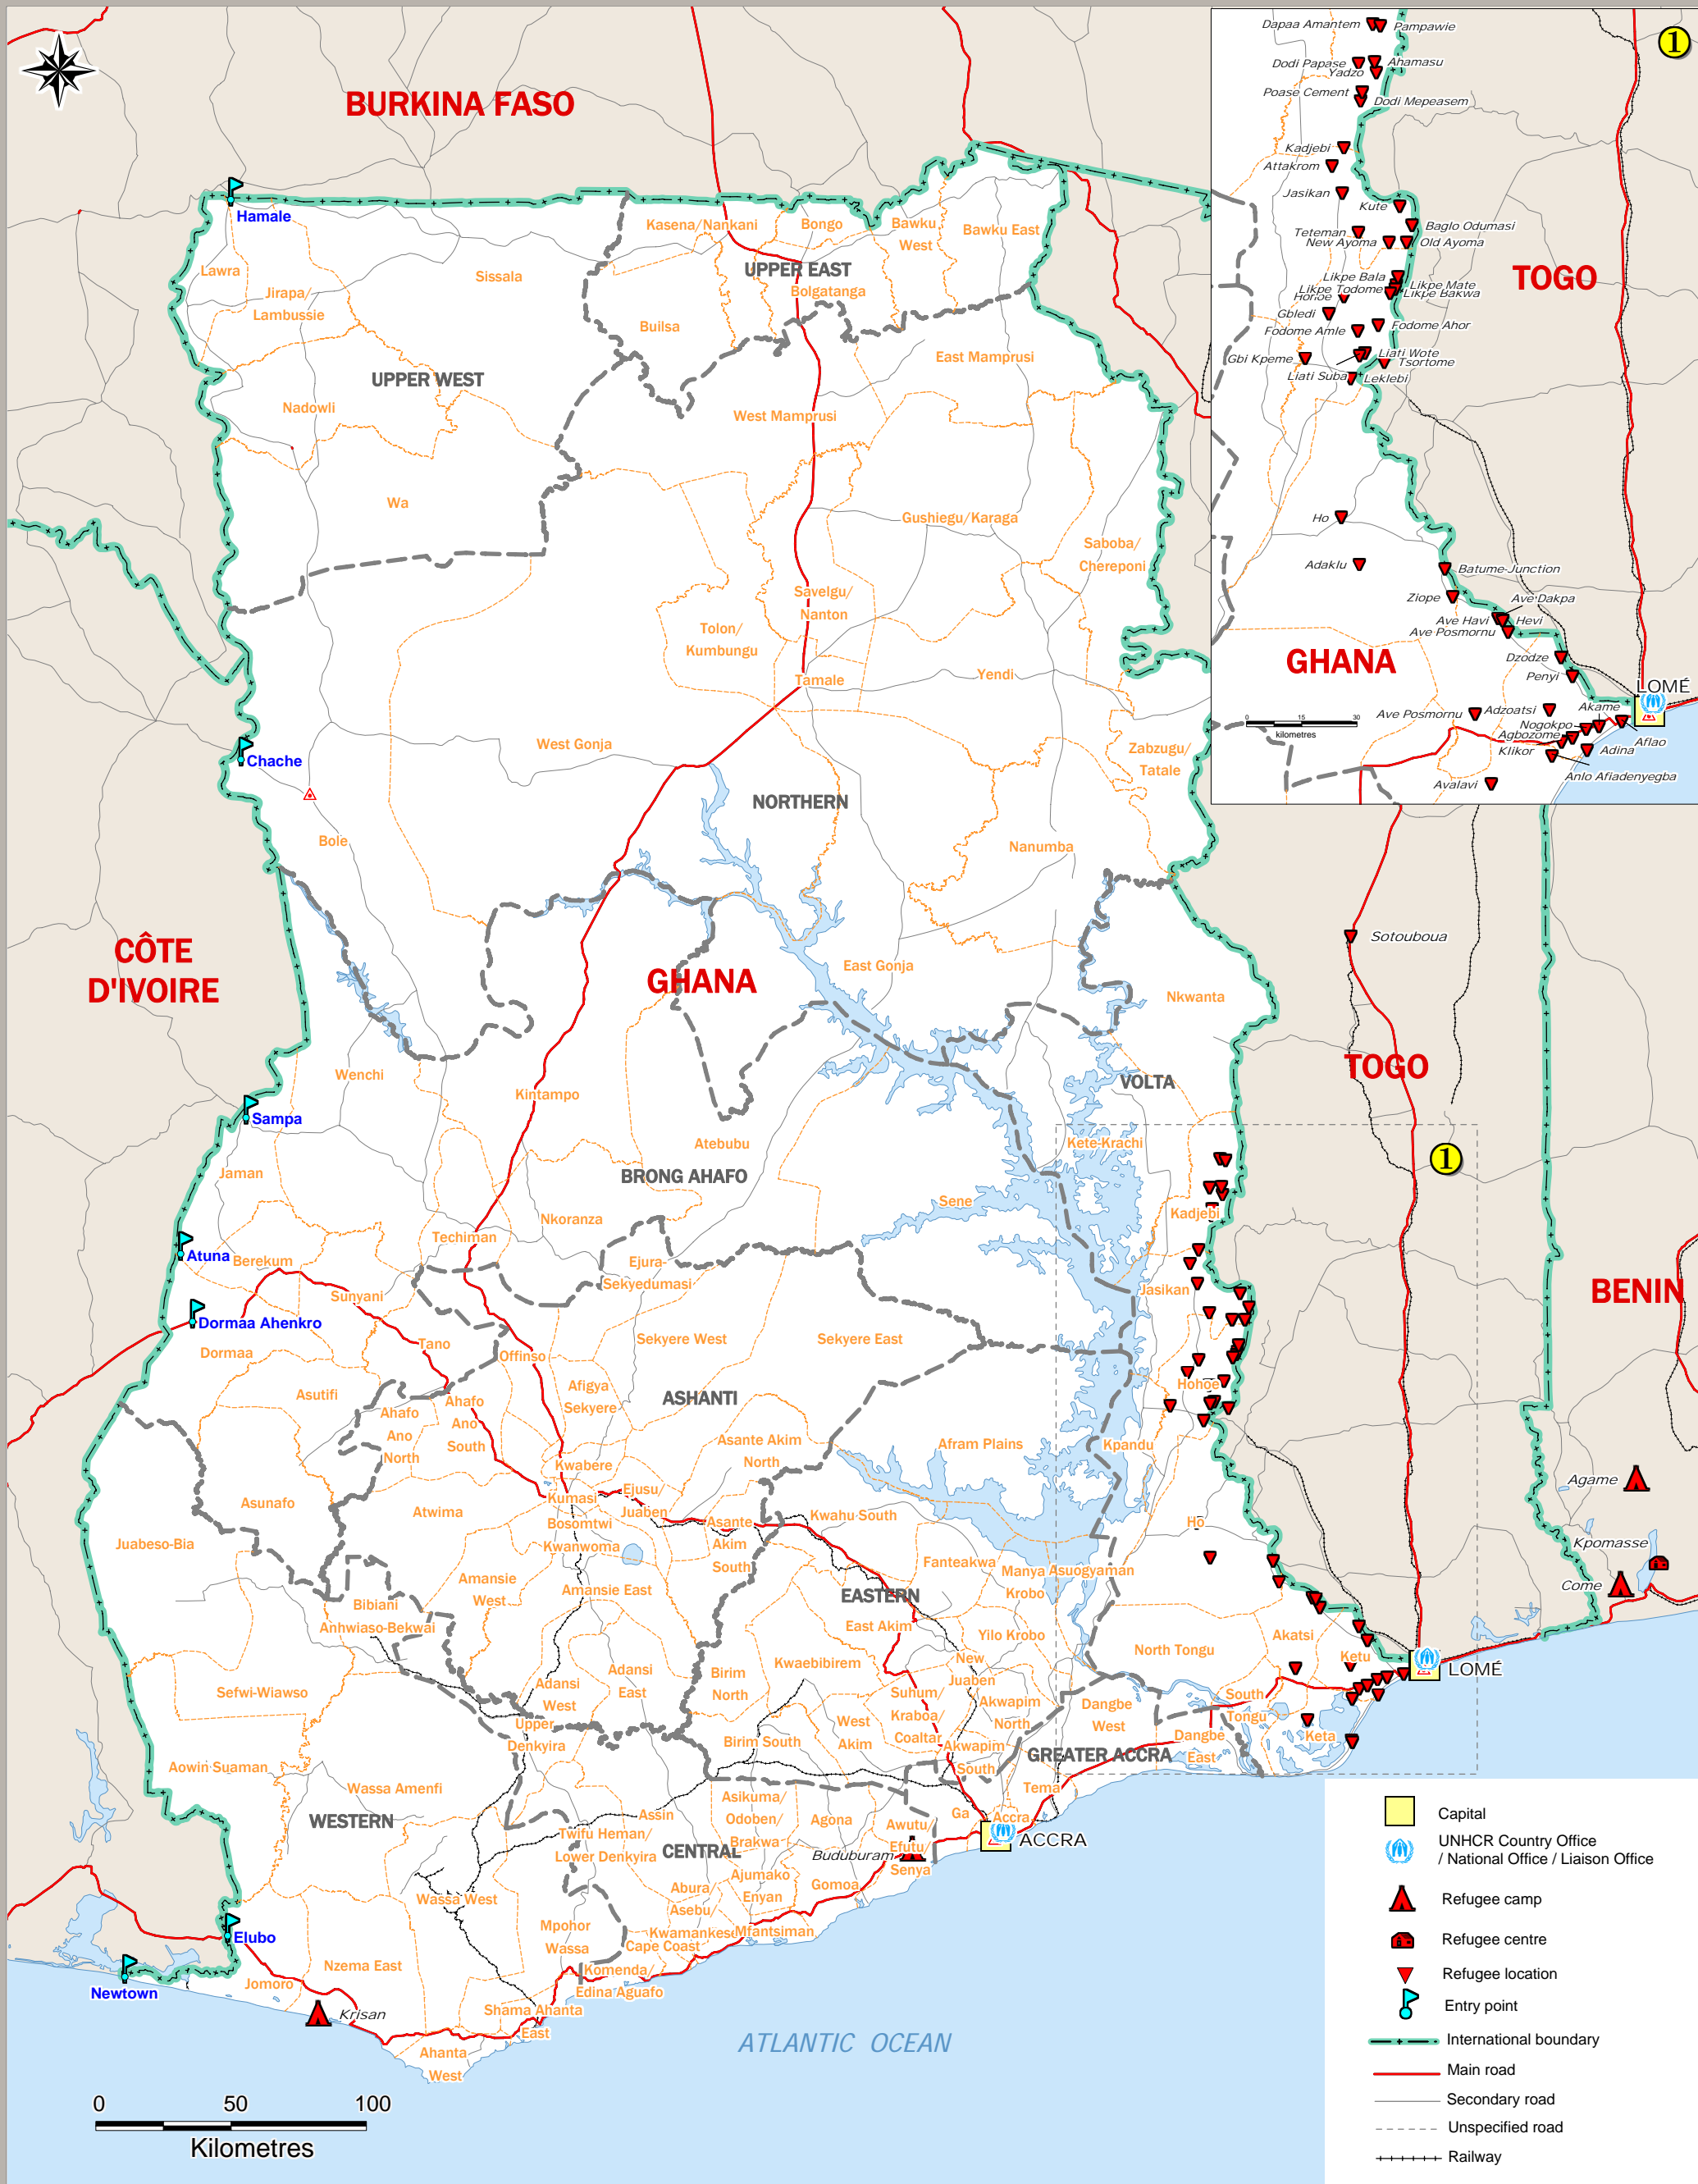 BURKINA FASO
Hamale
Lawra
Jirapa/
Lambussie
Sissala
Kasena/Nankani
Bongo
Bawku
West
Bawku East
UPPER EAST
Bolgatanga
Builsa
UPPER WEST
Nadowli
East Mamprusi
West Mamprusi
Wa
Gushiegu/Karaga
Saboba/
Chereponi
Savelgu/
Nanton
Tolon/
Kumbungu
Tamale
Yendi
West Gonja
Zabzugu/
Tatale
Chache
NORTHERN
Bole
Nanumba
CÔTE
D'IVOIRE
GHANA
East Gonja
Nkwanta
Wenchi
Kintampo
VOLTA
Sampa
Atebubu
Kete-Krachi
Jaman
BRONG AHAFO
Sene
Kadjebi
Nkoranza
Techiman
Atuna
Berekum
Ejura-
Sekyedumasi
Sunyani
Jasikan
Dormaa Ahenkro
Dormaa
Tano
Offinso
Sekyere West
Sekyere East
Asutifi
Afigya
Sekyere
ASHANTI
Hohoe
Ahafo
Ano
North
Ahafo
Ano
South
Asante Akim
North
Afram Plains
Kpandu
Kwabere
Asunafo
Kumasi
Ejusu/
Juaben
Atwima
Bosomtwi
Kwanwoma
Asante
Akim
South
Kwahu South
Ho
Juabeso-Bia
Fanteakwa
Manya
Krobo
Asuogyaman
Amansie
West
Amansie East
EASTERN
Bibiani
Anhwiaso-Bekwai
East Akim
Yilo Krobo
North Tongu
Akatsi
Ketu
Kwaebibirem
New
Juaben
Sefwi-Wiawso
Adansi
West
Adansi
East
Birim
North
Suhum/
Kraboa/
Coaltar
Akwapim
North
Dangbe
West
South
Tongu
Upper
Denkyira
Birim South
West
Akim
Akwapim
South
Dangbe
East
Keta
GREATER ACCRA
Aowin Suaman
Wassa Amenfi
Tema
WESTERN
Assin
Asikuma/
Odoben/
Brakwa
Agona
Awutu/
Efutu/
Senya
Ga
Accra
ACCRA
Twifu Heman/
Lower Denkyira
CENTRAL
Buduburam
Ajumako
Enyan
Gomoa
Wassa West
Abura/
Asebu
Kwamankese
Mfantsiman
Mpohor
Wassa
Cape Coast
Elubo
Komenda/
Edina Aguafo
Newtown
Jomoro
Nzema East
Krisan
Shama Ahanta
East
Ahanta
West
ATLANTIC OCEAN
0 50 100
Kilometres
Sotouboua
TOGO
1
BENIN
Agame
Kpomasse
Come
LOMÉ
1
Dapaa Amantem
Pampawie
Dodi Papase
Ahamasu
Yadzo
Poase Cement
Dodi Mepeasem
Kadjebi
Attakrom
Jasikan
Kute
Baglo Odumasi
Teteman
New Ayoma
Old Ayoma
Likpe Bala
Likpe Mate
Likpe Todome
Likpe Bakwa
Hohoe
Gbledi
Fodome Ahor
Fodome Amle
Gbi Kpeme
Liati Wote
Tsortome
Liati Suba
Leklebi
TOGO
Ho
Adaklu
Batume-Junction
Ziope
Ave Dakpa
Ave Havi
Hevi
Ave Posmornu
GHANA
Dzodze
Penyi
LOMÉ
Ave Posmornu
Adzoatsi
Akame
Nogokpo
Agbozome
Aflao
Klikor
Adina
Anlo Afiadenyegba
Avalavi
0 15 30
kilometres
Capital
UNHCR Country Office
/ National Office / Liaison Office
Refugee camp
Refugee centre
Refugee location
Entry point
International boundary
Main road
Secondary road
Unspecified road
Railway